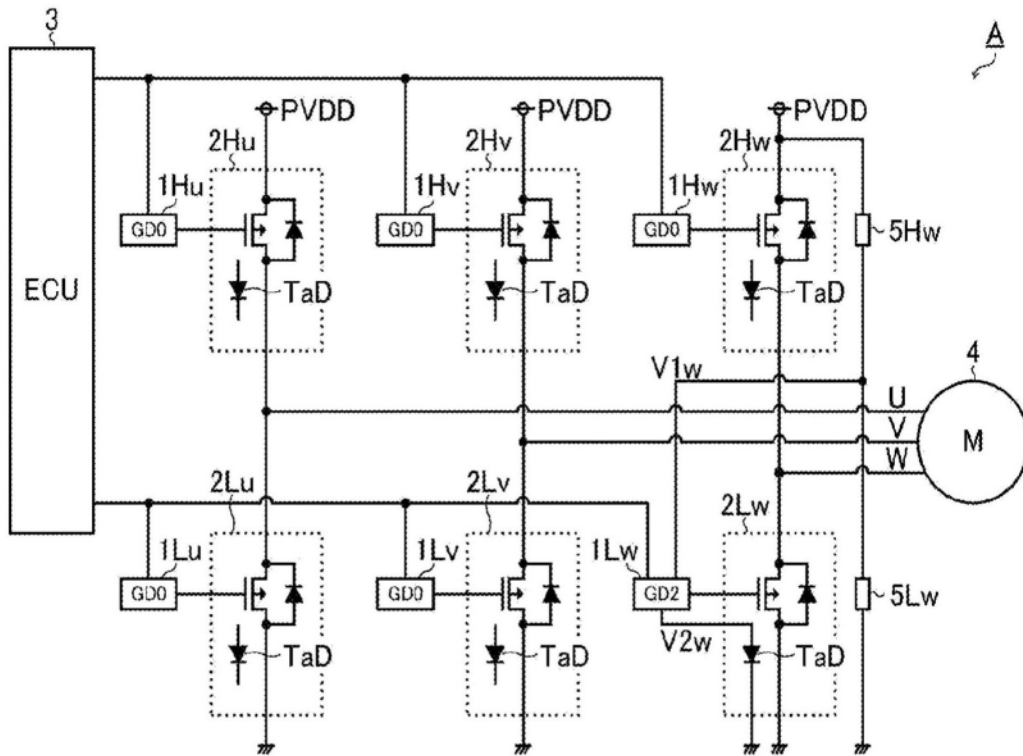 3
A
PVDD
PVDD
PVDD
2Hu
2Hv
2Hw
1Hu
1Hv
1Hw
GD0
GD0
GD0
5Hw
ECU
TaD
TaD
TaD
V1w
4
U
V
M
W
2Lu
2Lv
2Lw
1Lu
1Lv
1Lw
GD0
GD0
GD2
5Lw
V2w
TaD
TaD
TaD